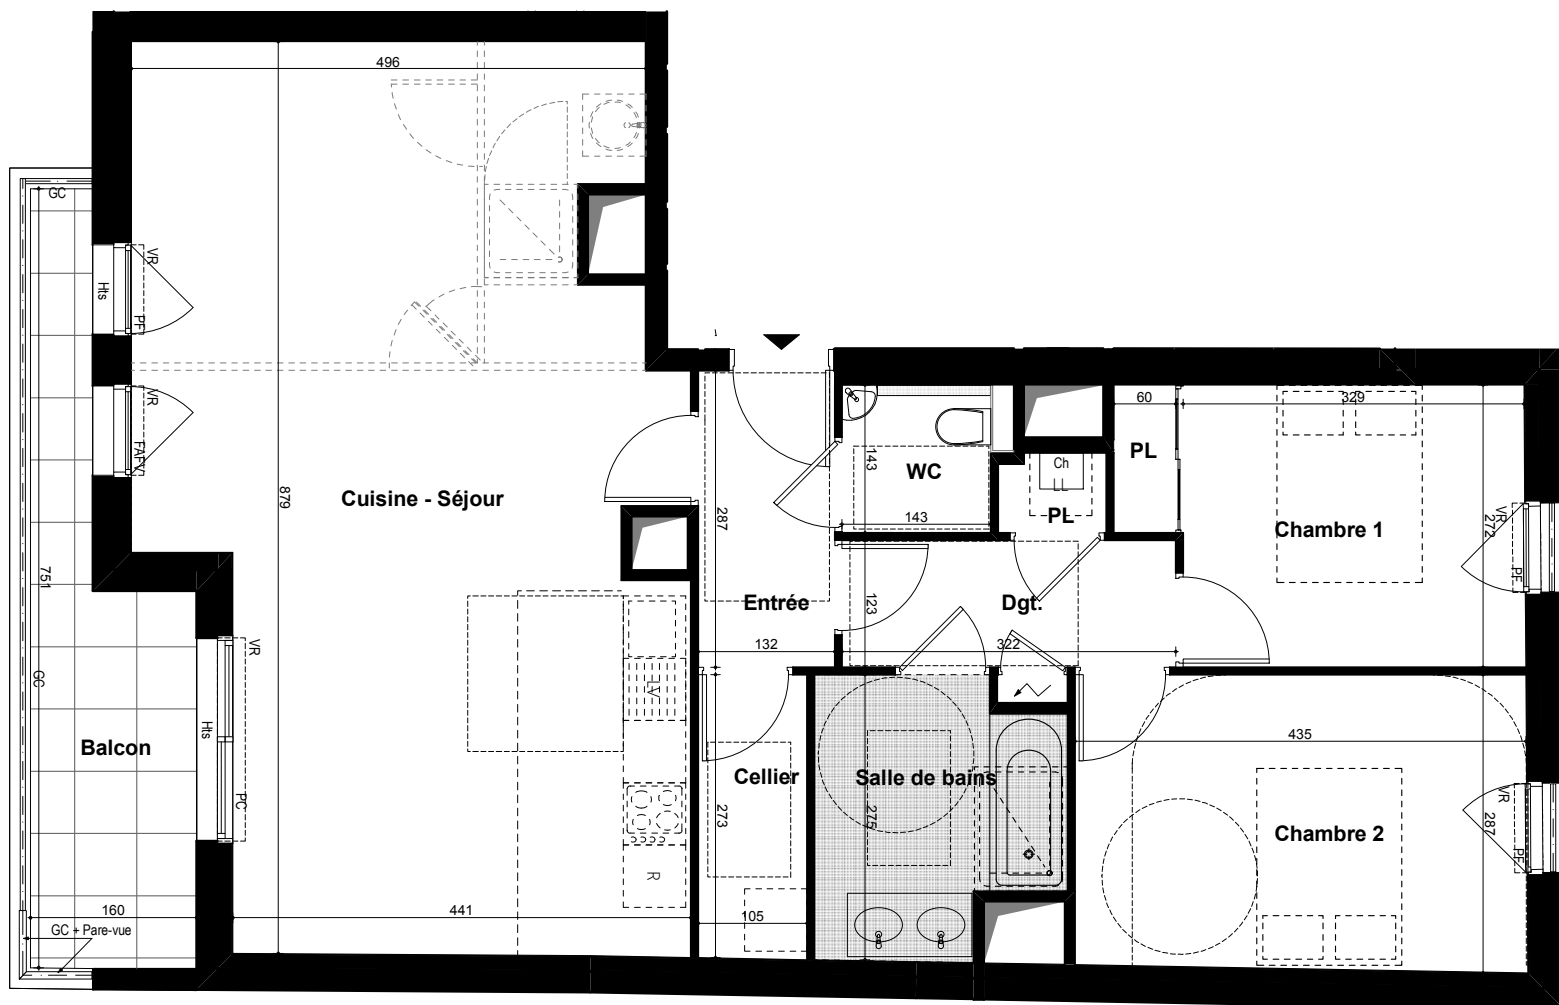 496
GC
VR
Hts
PF
VR
FAFV
879
Cuisine - Séjour
751
GC
VR
Hts
Balcon
PC
160
GC + Pare-vue
441
LV
R
287
Entrée
132
143
WC
143
Ch
LL
PL
60
PL
329
Chambre 1
272
VR
PF
123
Dgt.
322
Cellier
273
105
Salle de bains
275
435
Chambre 2
VR
287
PF